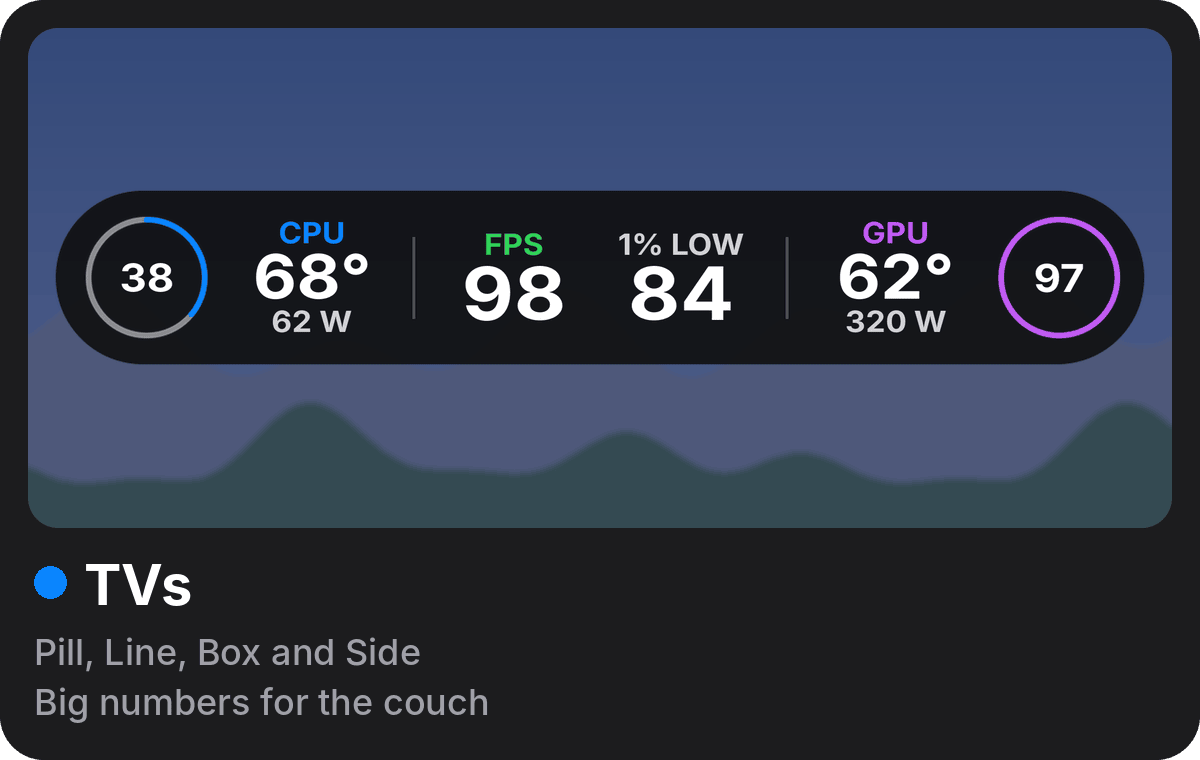 CPU
FPS
1% LOW
GPU
38
68°
98
84
62°
97
62 W
320 W
TVs
Pill, Line, Box and Side
Big numbers for the couch